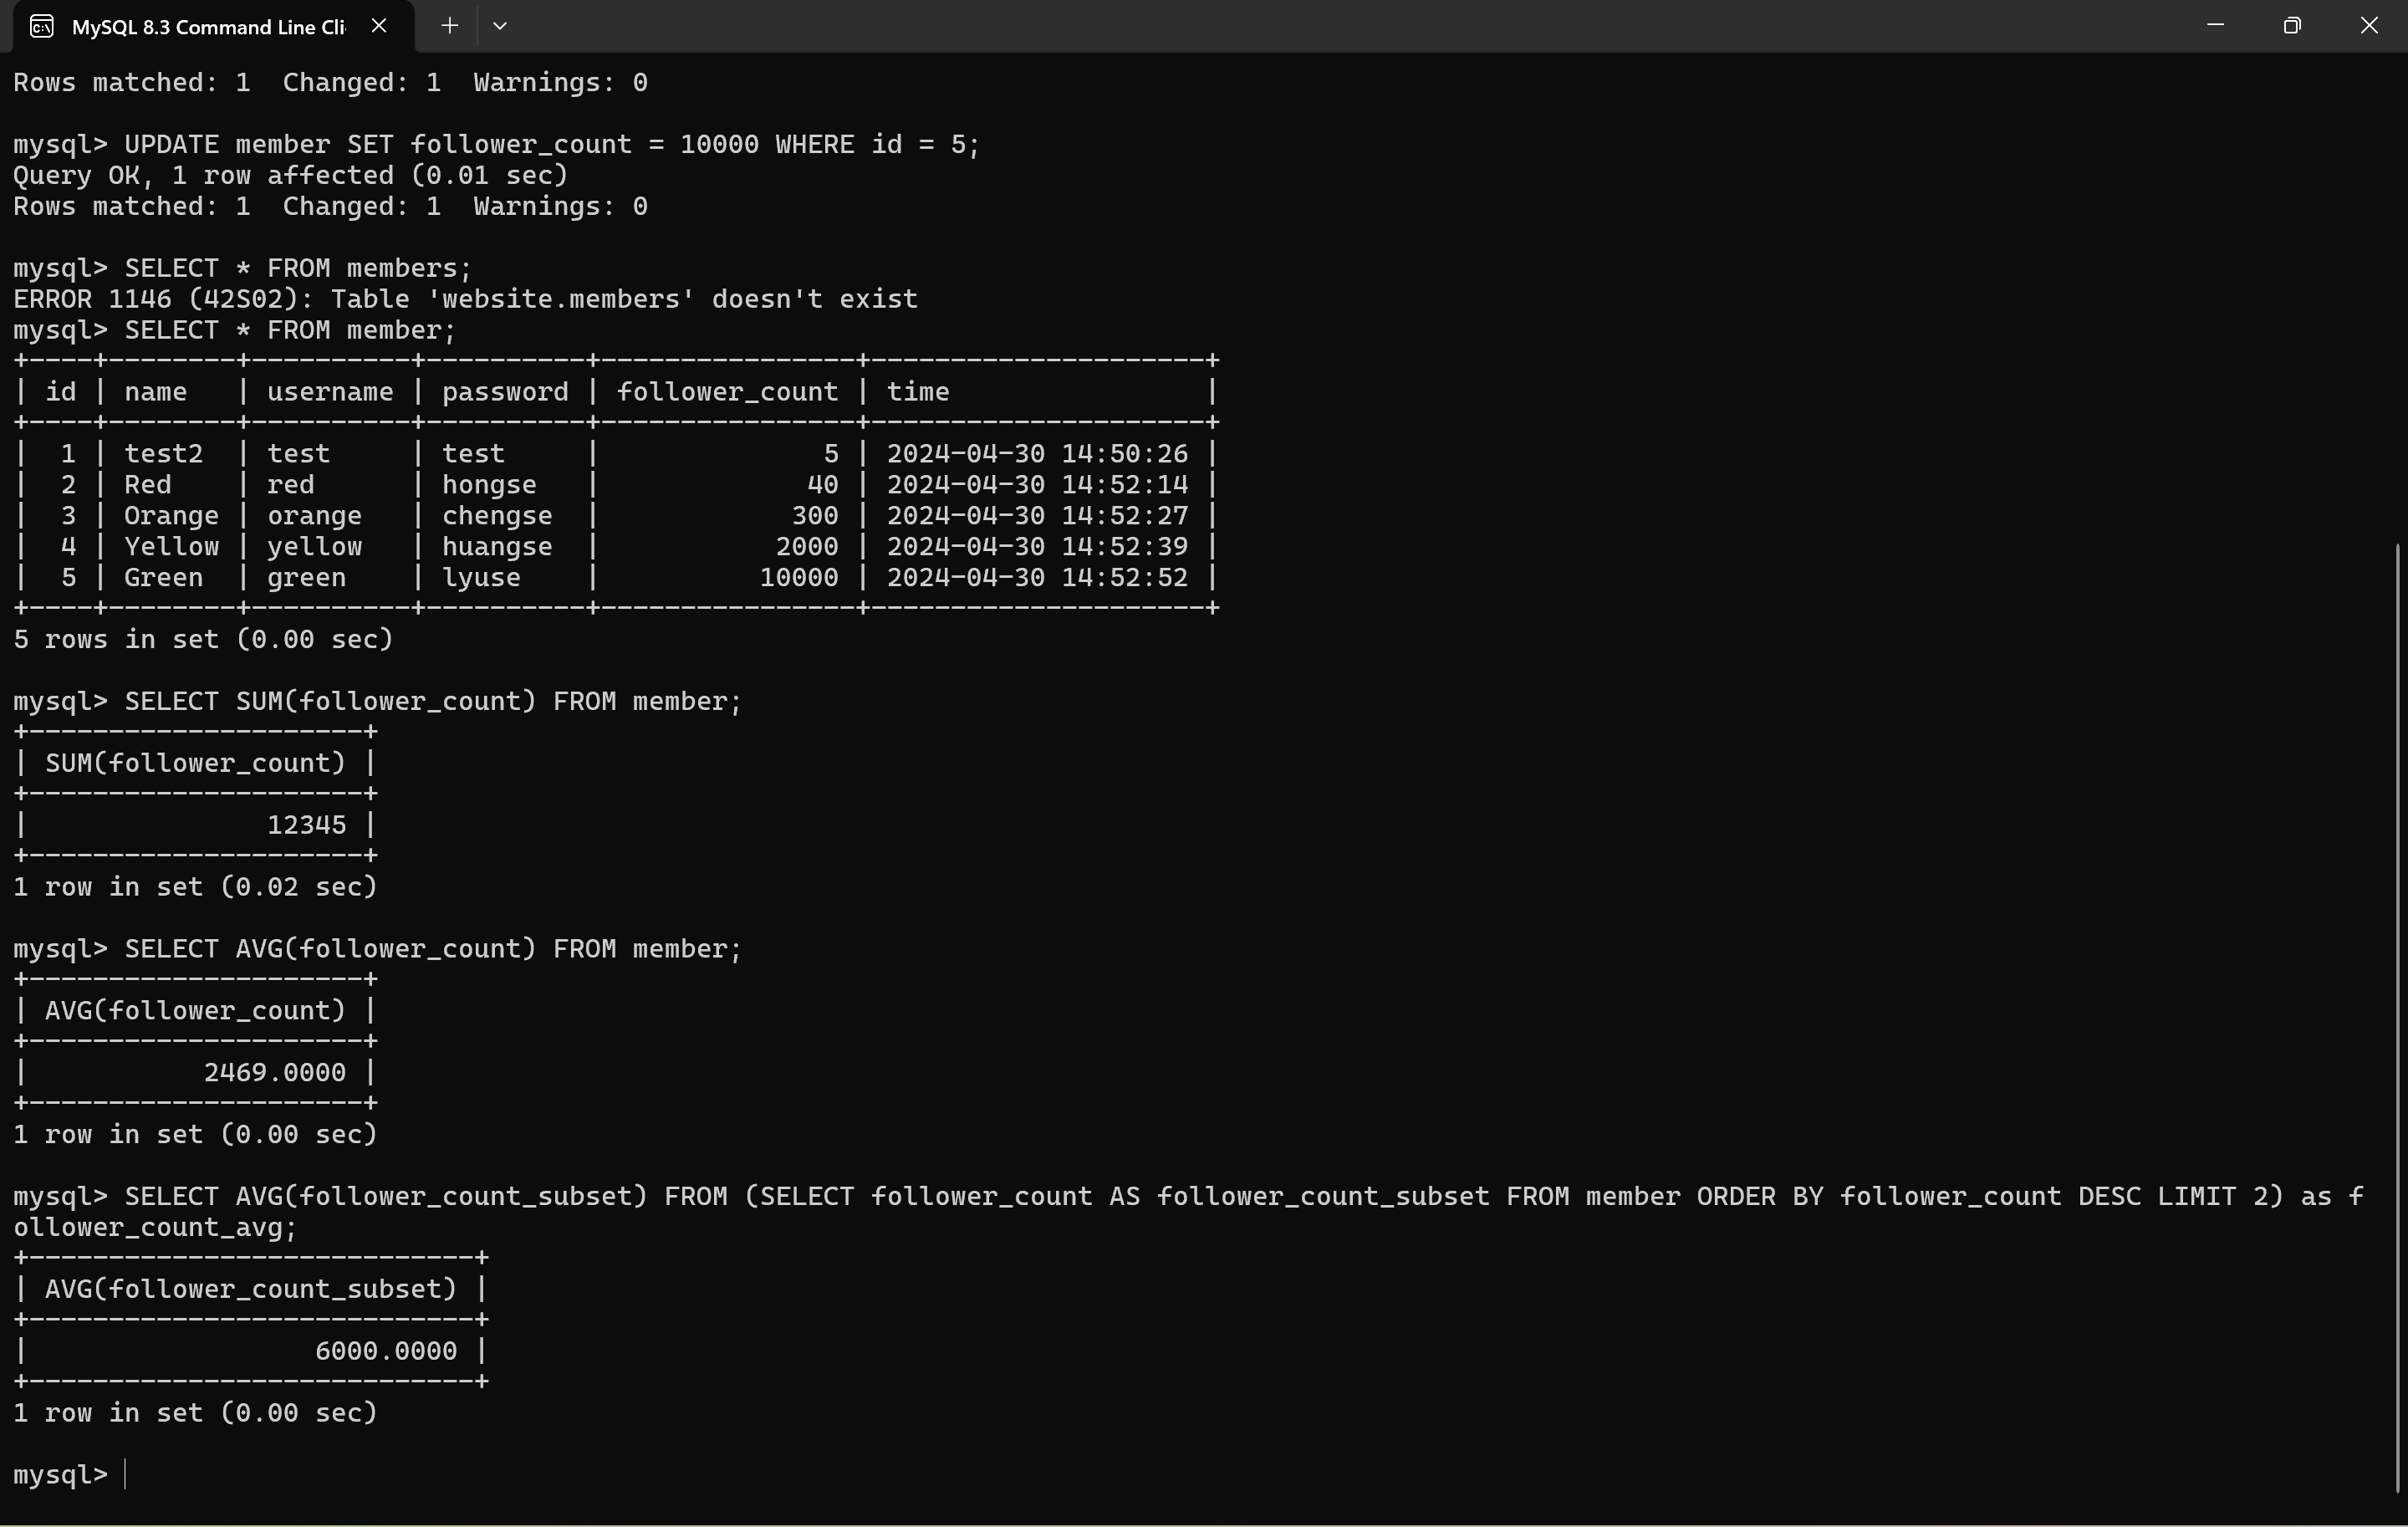 MySQL 8.3 Command Line Cli
Rows matched: 1  Changed: 1  Warnings: 0
mysql> UPDATE member SET follower_count = 10000 WHERE id = 5;
Query OK, 1 row affected (0.01 sec)
Rows matched: 1  Changed: 1  Warnings: 0
mysql> SELECT * FROM members;
ERROR 1146 (42S02): Table 'website.members' doesn't exist
mysql> SELECT * FROM member;
+----+--------+----------+----------+----------------+---------------------+
| id | name   | username | password | follower_count | time                |
+----+--------+----------+----------+----------------+---------------------+
|  1 | test2  | test     | test     |              5 | 2024-04-30 14:50:26 |
|  2 | Red    | red      | hongse   |             40 | 2024-04-30 14:52:14 |
|  3 | Orange | orange   | chengse  |            300 | 2024-04-30 14:52:27 |
|  4 | Yellow | yellow   | huangse  |           2000 | 2024-04-30 14:52:39 |
|  5 | Green  | green    | lyuse    |          10000 | 2024-04-30 14:52:52 |
+----+--------+----------+----------+----------------+---------------------+
5 rows in set (0.00 sec)
mysql> SELECT SUM(follower_count) FROM member;
+---------------------+
| SUM(follower_count) |
+---------------------+
|               12345 |
+---------------------+
1 row in set (0.02 sec)
mysql> SELECT AVG(follower_count) FROM member;
+---------------------+
| AVG(follower_count) |
+---------------------+
|           2469.0000 |
+---------------------+
1 row in set (0.00 sec)
mysql> SELECT AVG(follower_count_subset) FROM (SELECT follower_count AS follower_count_subset FROM member ORDER BY follower_count DESC LIMIT 2) as f
ollower_count_avg;
+----------------------------+
| AVG(follower_count_subset) |
+----------------------------+
|                  6000.0000 |
+----------------------------+
1 row in set (0.00 sec)
mysql>